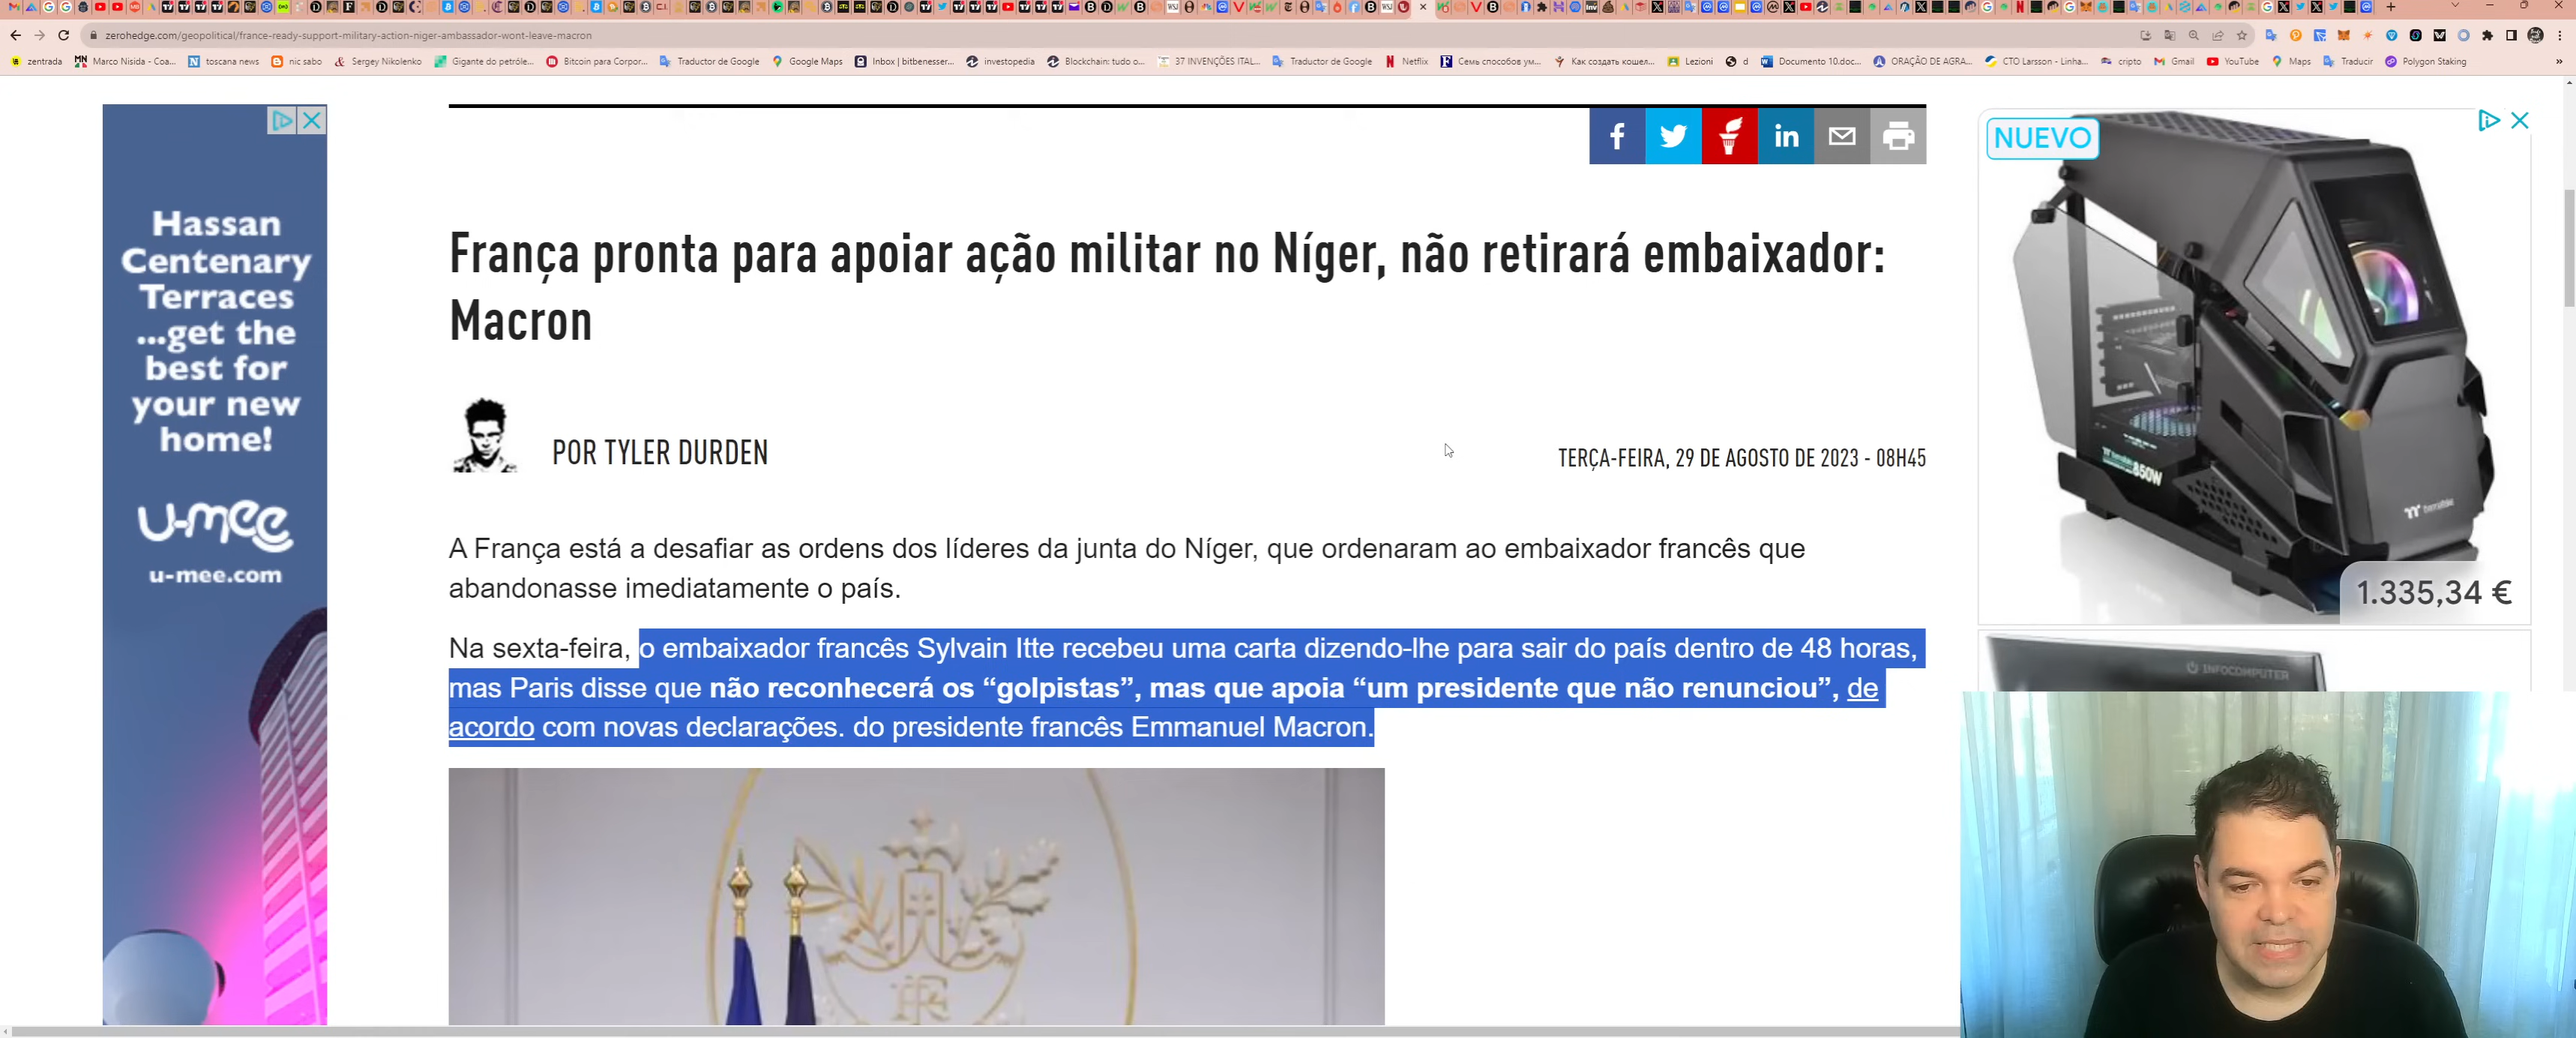 zerohedge.com/geopolitical/france-ready-support-military-action-niger-ambassador-wont-leave-macron
zentrada
Marco Nisida - Coa...
toscana news
nic sabo
Sergey Nikolenko
Gigante do petróle...
Bitcoin para Corpor...
Traductor de Google
Google Maps
Inbox | bitbenesser...
investopedia
Blockchain: tudo o...
37 INVENÇÕES ITAL...
Traductor de Google
Netflix
Семь способов ум...
Как создать кошел...
Lezioni
d
Documento 10.doc...
ORAÇÃO DE AGRA...
CTO Larsson - Linha...
cripto
Gmail
YouTube
Maps
Traducir
Polygon Staking
Hassan
Centenary
Terraces
...get the
best for
your new
home!
u-mee
u-mee.com
França pronta para apoiar ação militar no Níger, não retirará embaixador:
Macron
POR TYLER DURDEN
TERÇA-FEIRA, 29 DE AGOSTO DE 2023 - 08H45
A França está a desafiar as ordens dos líderes da junta do Níger, que ordenaram ao embaixador francês que
abandonasse imediatamente o país.
Na sexta-feira, o embaixador francês Sylvain Itte recebeu uma carta dizendo-lhe para sair do país dentro de 48 horas,
mas Paris disse que não reconhecerá os “golpistas”, mas que apoia “um presidente que não renunciou”, de
acordo com novas declarações. do presidente francês Emmanuel Macron.
NUEVO
850W
1.335,34 €
INFOCOMPUTER